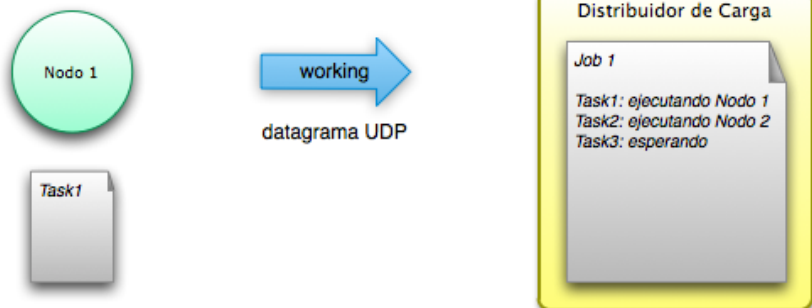 Nodo 1
Task1
working
datagrama UDP
Distribuidor de Carga
Job 1
Task1: ejecutando Nodo 1
Task2: ejecutando Nodo 2
Task3: esperando